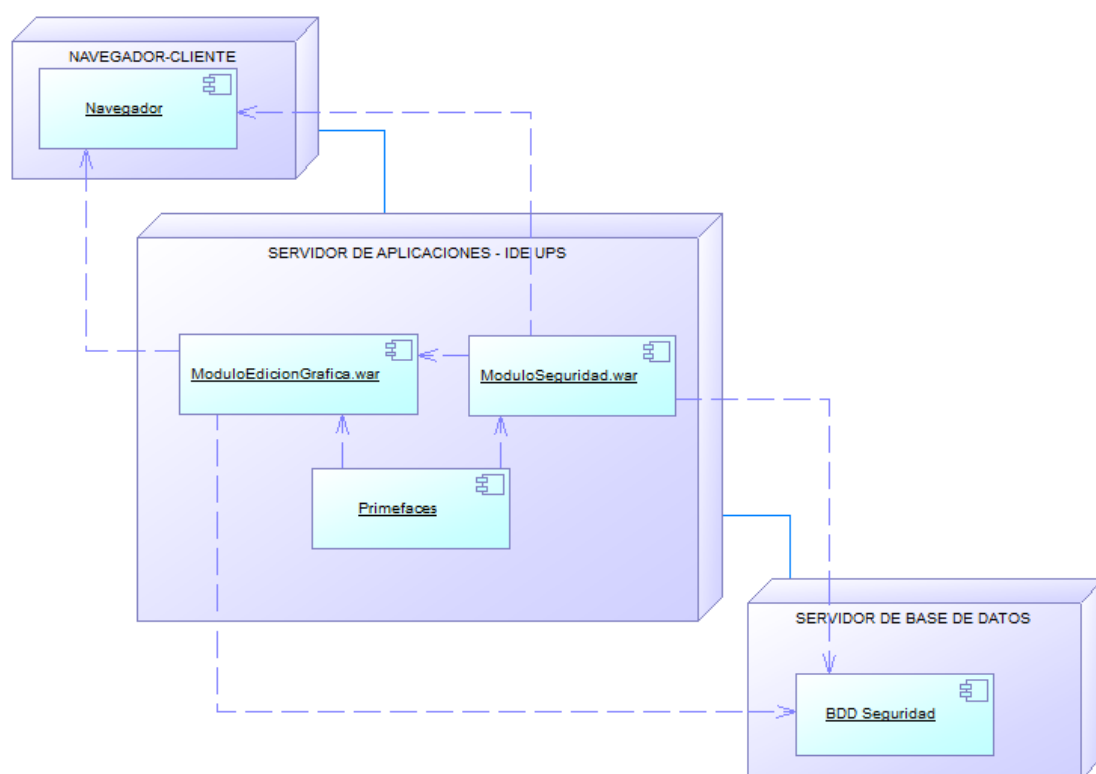 NAVEGADOR-CLIENTE
Navegador
SERVIDOR DE APLICACIONES - IDE UPS
ModuloEdicionGrafica.war
ModuloSeguridad.war
Primefaces
SERVIDOR DE BASE DE DATOS
BDD Seguridad